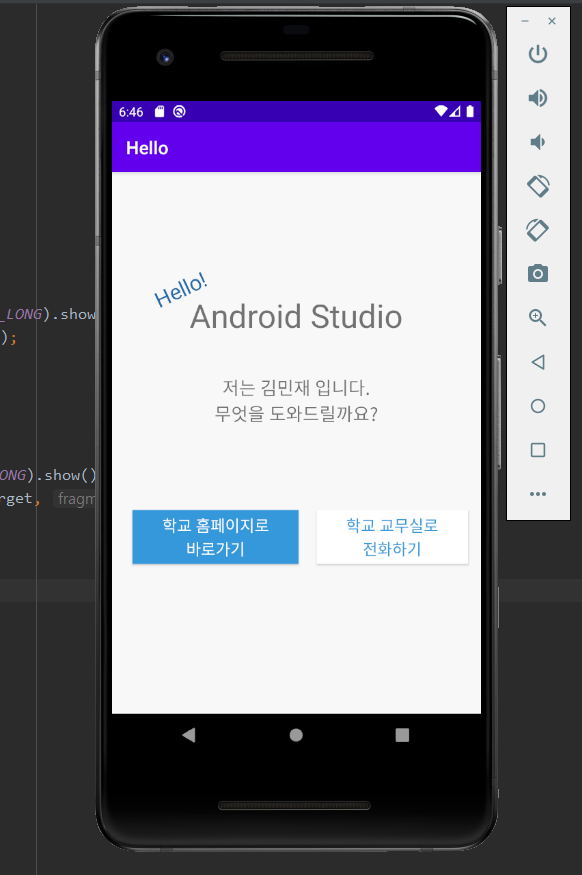 6:46
Hello
Hello!
Android Studio
저는 김민재 입니다.
무엇을 도와드릴까요?
학교 홈페이지로
바로가기
학교 교무실로
전화하기
_LONG).show
);
ONG).show()
rget, fragm